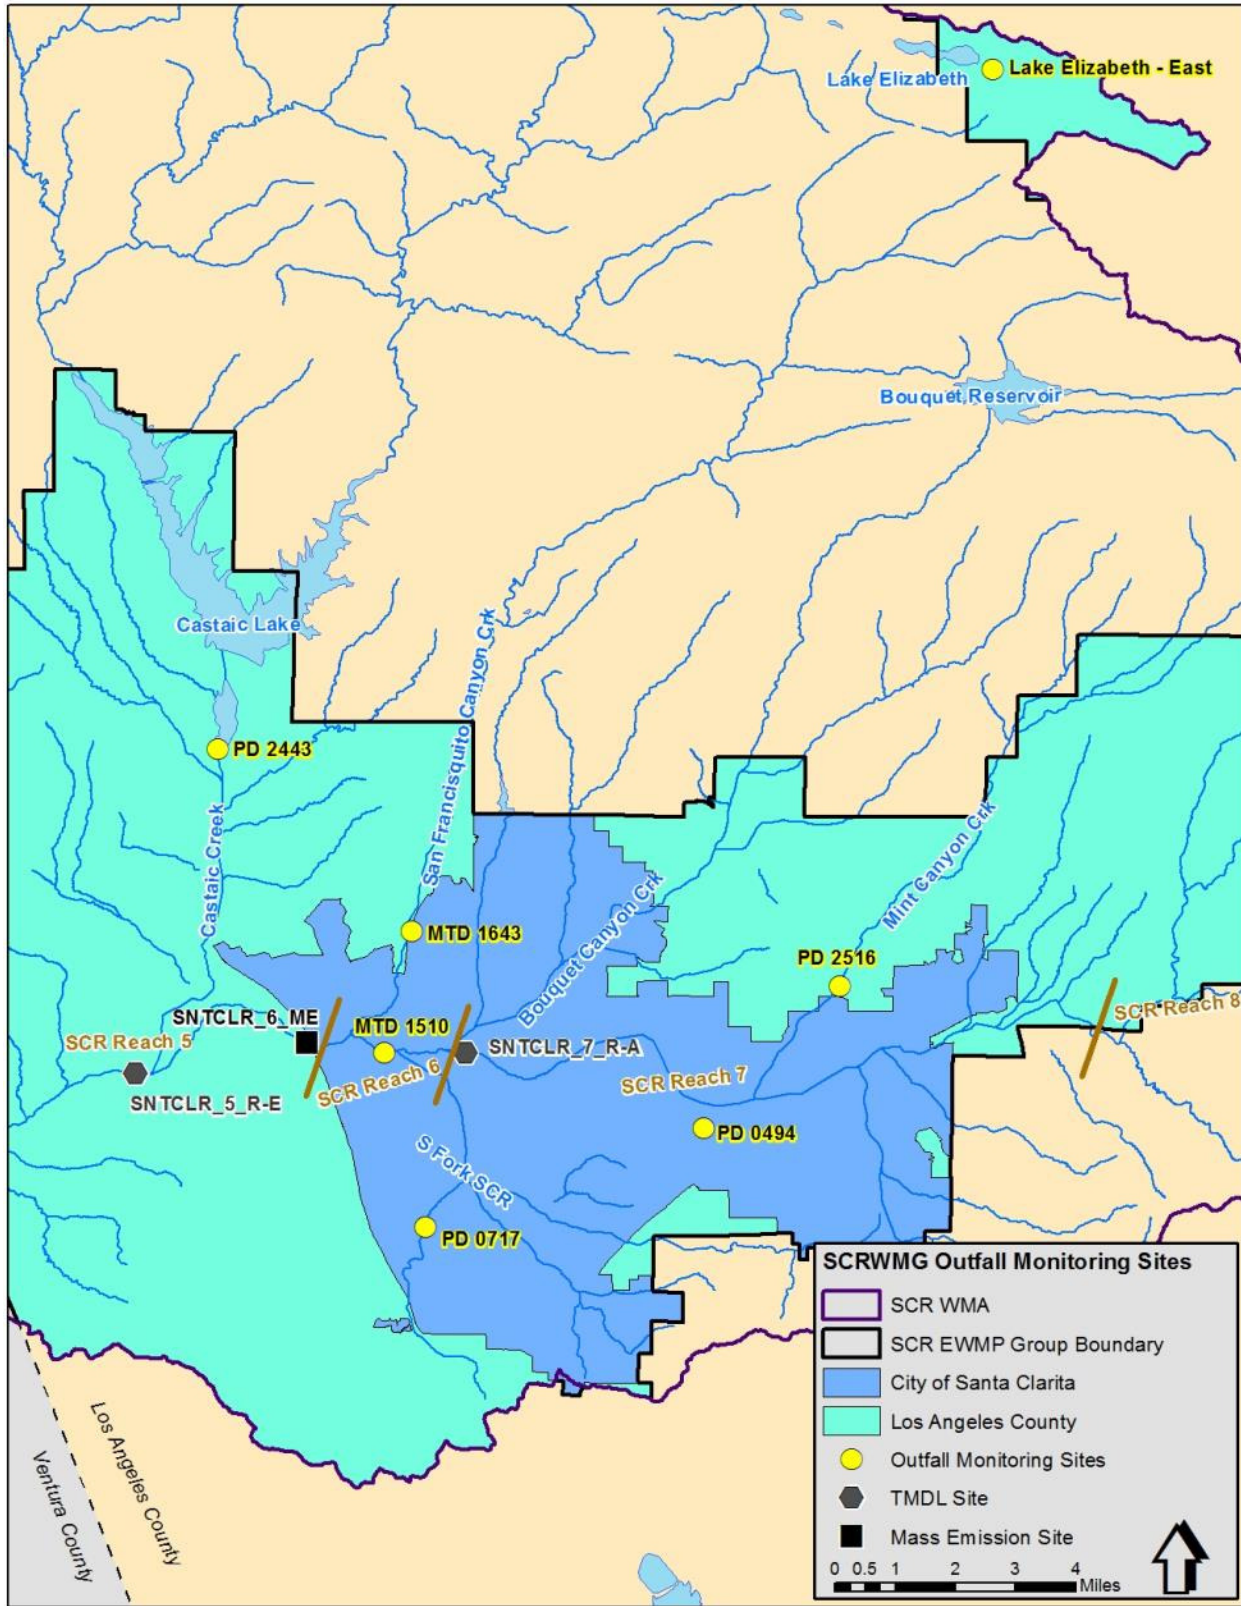 Lake Elizabeth - East
Lake Elizabeth
Bouquet Reservoir
Castaic Lake
San Francisquito Canyon Crk
PD 2443
Castaic Creek
Mint Canyon Crk
Bouquet Canyon Crk
MTD 1643
PD 2516
SCR Reach 8
SNTCLR_6_ME
MTD 1510
SCR Reach 5
SNTCLR_7_R-A
SCR Reach 6
SCR Reach 7
SNTCLR_5_R-E
PD 0494
S Fork SCR
PD 0717
Los Angeles County
Ventura County
SCRWMG Outfall Monitoring Sites
SCR WMA
SCR EWMP Group Boundary
City of Santa Clarita
Los Angeles County
Outfall Monitoring Sites
TMDL Site
Mass Emission Site
0 0.5 1 2 3 4
Miles